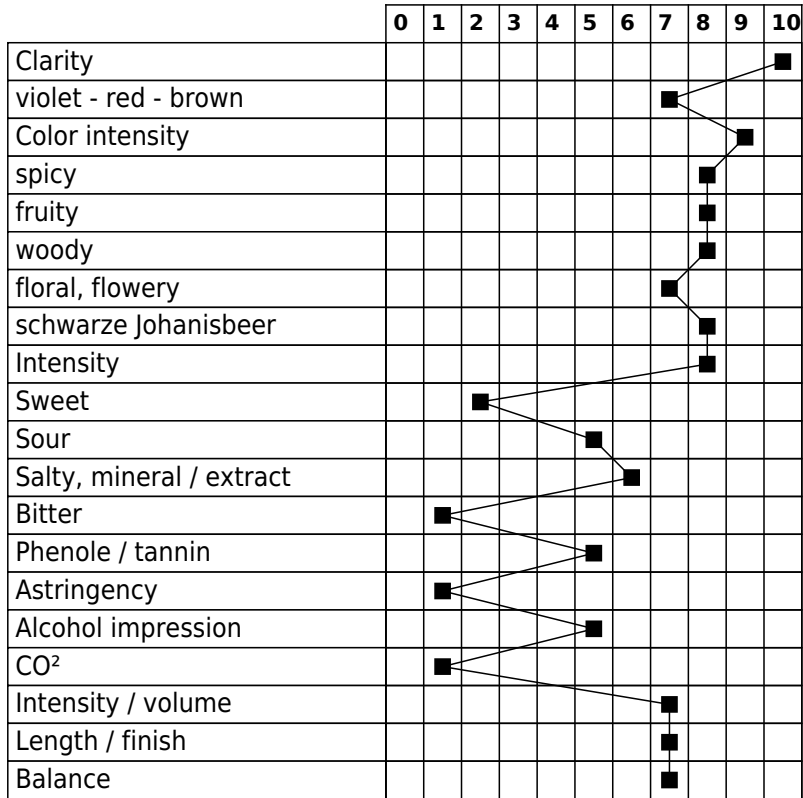 0 1 2 3 4 5 6 7 8 9 10
Clarity
violet - red - brown
Color intensity
spicy
fruity
woody
floral, flowery
schwarze Johanisbeer
Intensity
Sweet
Sour
Salty, mineral / extract
Bitter
Phenole / tannin
Astringency
Alcohol impression
CO²
Intensity / volume
Length / finish
Balance